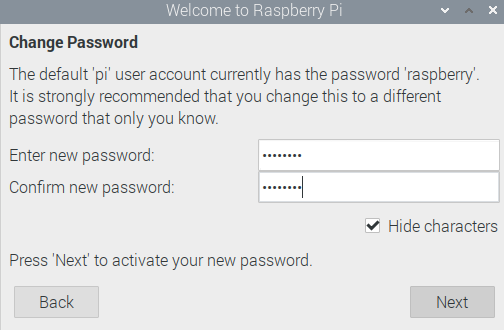 Welcome to Raspberry Pi
Change Password
The default 'pi' user account currently has the password 'raspberry'.
It is strongly recommended that you change this to a different
password that only you know.
Enter new password: ••••••••
Confirm new password: ••••••••
Hide characters
Press 'Next' to activate your new password.
Back Next